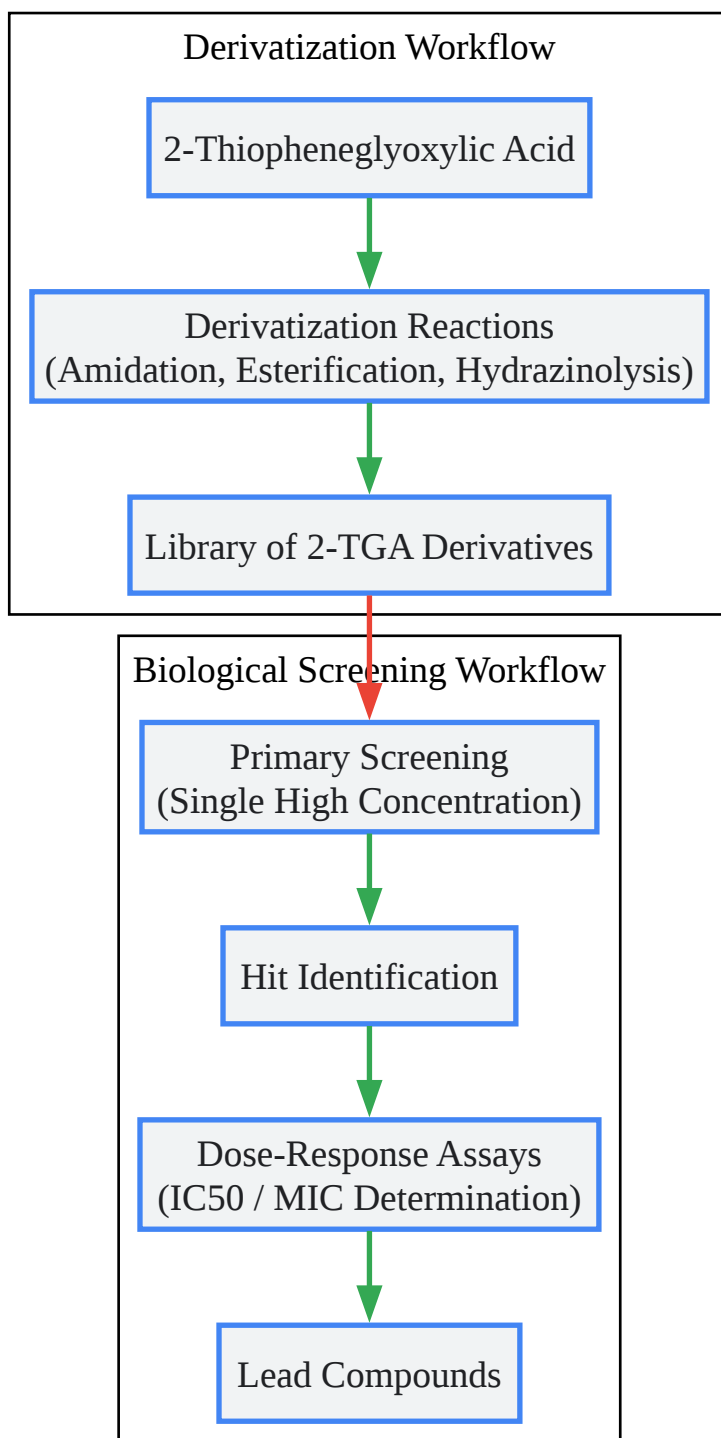 Derivatization Workflow
2-Thiopheneglyoxylic Acid
Derivatization Reactions
(Amidation, Esterification, Hydrazinolysis)
Library of 2-TGA Derivatives
Biological Screening Workflow
Primary Screening
(Single High Concentration)
Hit Identification
Dose-Response Assays
(IC50 / MIC Determination)
Lead Compounds